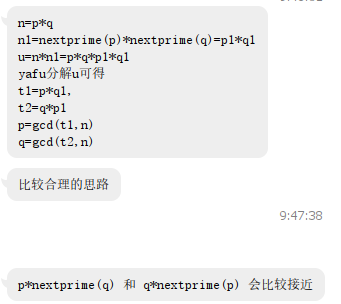 n=p*q
n1=nextprime(p)*nextprime(q)=p1*q1
u=n*n1=p*q*p1*q1
yafu分解u可得
t1=p*q1,
t2=q*p1
p=gcd(t1,n)
q=gcd(t2,n)
比较合理的思路
9:47:38
p*nextprime(q) 和 q*nextprime(p) 会比较接近